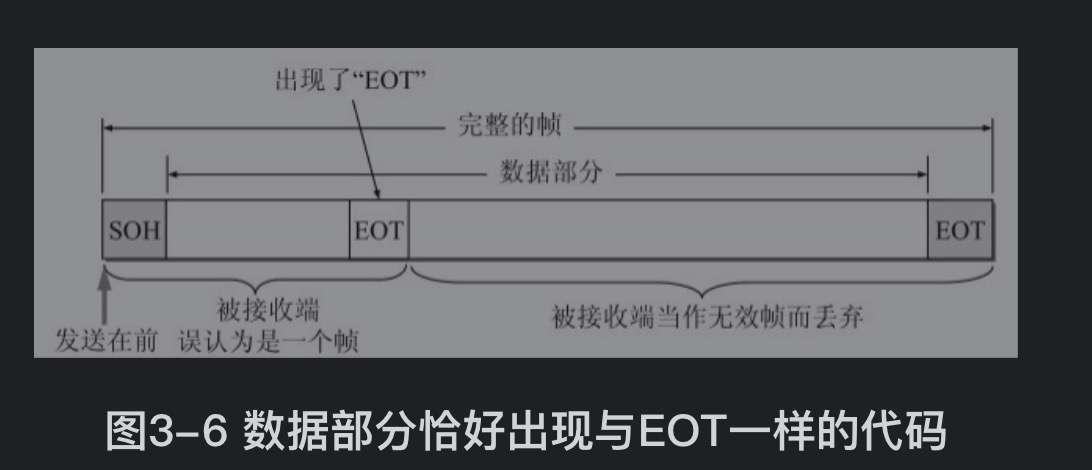 出现了“EOT”
完整的帧
数据部分
SOH
EOT
EOT
被接收端
误认为是一个帧
被接收端当作无效帧而丢弃
发送在前
图3-6 数据部分恰好出现与EOT一样的代码